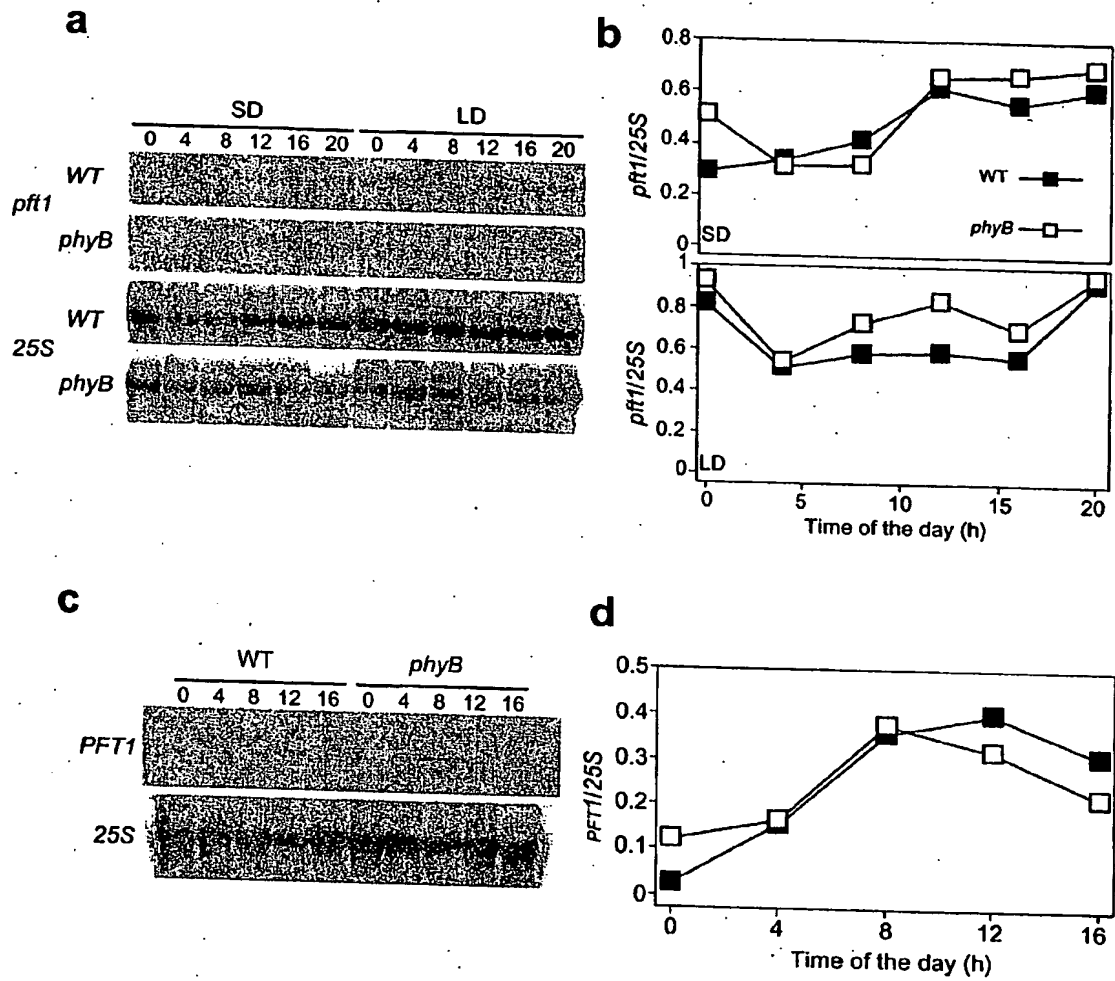 a
SD LD
0 4 8 12 16 20 0 4 8 12 16 20
WT
pft1
phyB
WT
25S
phyB
b
0.8
0.6
0.4
0.2
0
pft1/25S
WT
phyB
SD
1
0.8
0.6
0.4
0.2
0
pft1/25S
LD
0 5 10 15 20
Time of the day (h)
c
WT phyB
0 4 8 12 16 0 4 8 12 16
PFT1
25S
d
0.5
0.4
0.3
0.2
0.1
0
PFT1/25S
0 4 8 12 16
Time of the day (h)